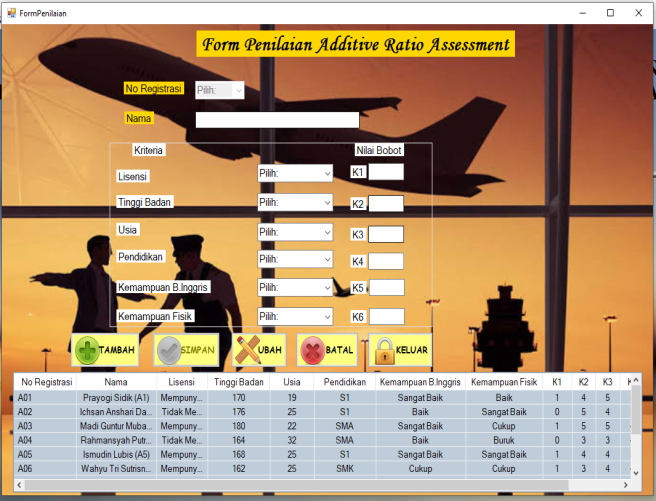 FormPenilaian
Form Penilaian Additive Ratio Assessment
No Registrasi Pilih:
Nama
Kriteria Nilai Bobot
Lisensi Pilih: K1
Tinggi Badan Pilih: K2
Usia Pilih: K3
Pendidikan Pilih: K4
Kemampuan B.Inggris Pilih: K5
Kemampuan Fisik Pilih: K6
TAMBAH SIMPAN UBAH BATAL KELUAR
No Registrasi Nama Lisensi Tinggi Badan Usia Pendidikan Kemampuan B.Inggris Kemampuan Fisik K1 K2 K3
A01 Prayogi Sidik (A1) Mempuny... 170 19 S1 Sangat Baik Baik 1 4 5
A02 Ichsan Anshari Da... Tidak Me... 176 25 S1 Baik Sangat Baik 0 5 4
A03 Madi Guntur Muba... Mempuny... 180 22 SMA Sangat Baik Cukup 1 5 5
A04 Rahmansyah Putr... Tidak Me... 164 32 SMA Baik Buruk 0 3 3
A05 Ismudin Lubis (A5) Mempuny... 168 25 S1 Sangat Baik Sangat Baik 1 4 4
A06 Wahyu Tri Sutrisn... Mempuny... 162 25 SMK Cukup Cukup 1 3 4